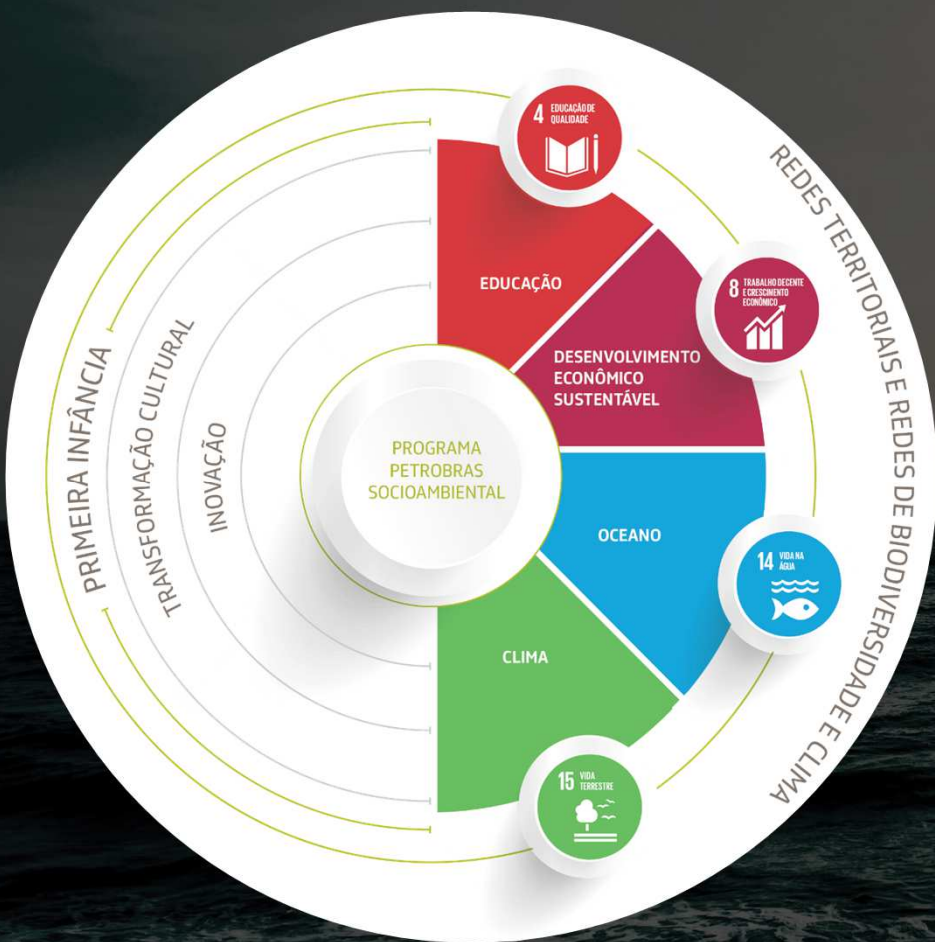 4 EDUCAÇÃO DE
QUALIDADE
EDUCAÇÃO
8 TRABALHO DECENTE
E CRESCIMENTO
ECONÔMICO
DESENVOLVIMENTO
ECONÔMICO
SUSTENTÁVEL
OCEANO
14 VIDA NA
ÁGUA
CLIMA
15 VIDA
TERRESTRE
PROGRAMA
PETROBRAS
SOCIOAMBIENTAL
PRIMEIRA INFÂNCIA
TRANSFORMAÇÃO CULTURAL
INOVAÇÃO
REDES TERRITORIAIS E REDES DE BIODIVERSIDADE E CLIMA